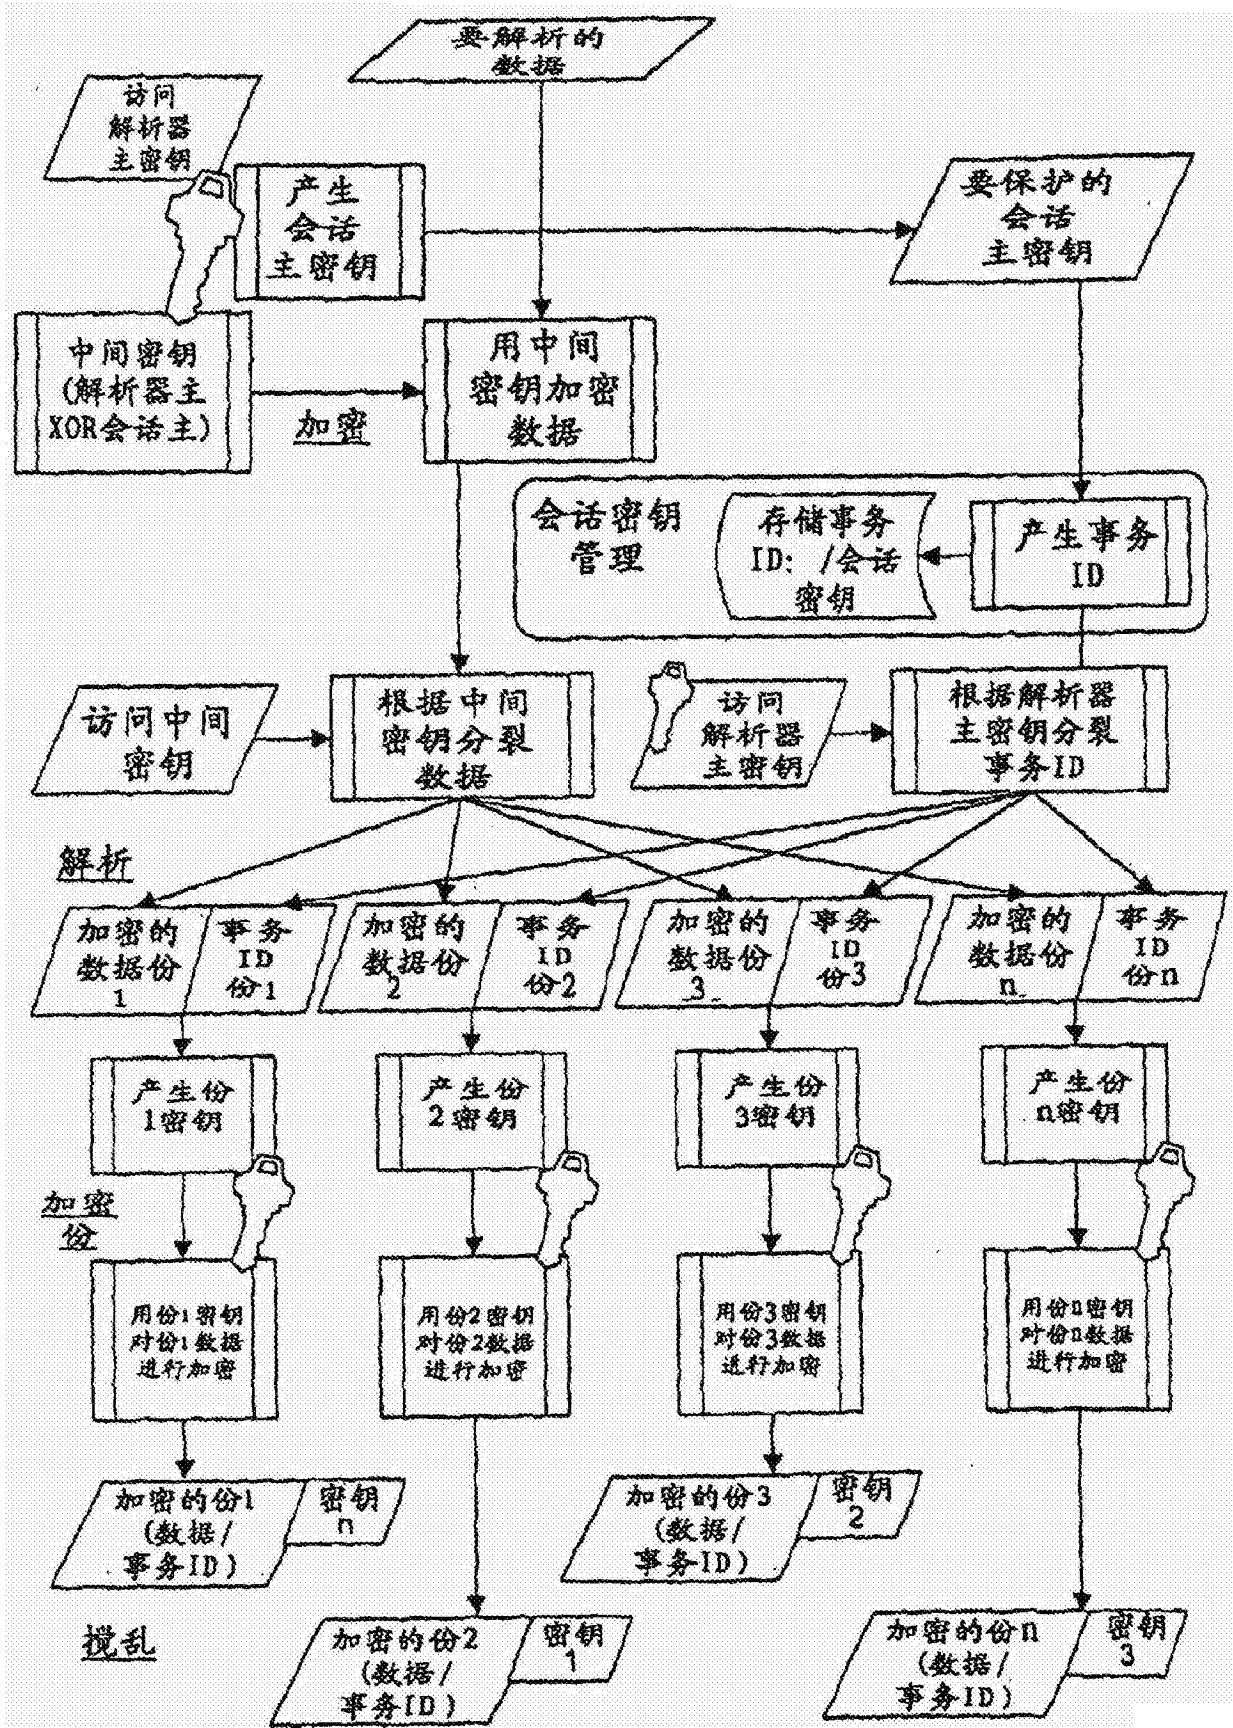 要解析的
数据
访问
解析器
主密钥
产生
会话
主密钥
要保护的
会话
主密钥
中间密钥
(解析器主
XOR会话主)
加密
用中间
密钥加密
数据
会话密钥
管理
存储事务
ID: /会话
密钥
产生事务
ID
访问中间
密钥
根据中间
密钥分裂
数据
访问
解析器
主密钥
根据解析器
主密钥分裂
事务ID
解析
加密的
数据份
1
事务
ID
份1
加密的
数据份
2
事务
ID
份2
加密的
数据份
3
事务
ID
份3
加密的
数据份
n
事务
ID
份n
产生份
1密钥
产生份
2密钥
产生份
3密钥
产生份
n密钥
加密
份
用份1密钥
对份1数据
进行加密
用份2密钥
对份2数据
进行加密
用份3密钥
对份3数据
进行加密
用份n密钥
对份n数据
进行加密
加密的份1
(数据/
事务ID)
密钥
n
加密的份3
(数据/
事务ID)
密钥
2
搅乱
加密的份2
(数据/
事务ID)
密钥
1
加密的份n
(数据/
事务ID)
密钥
3